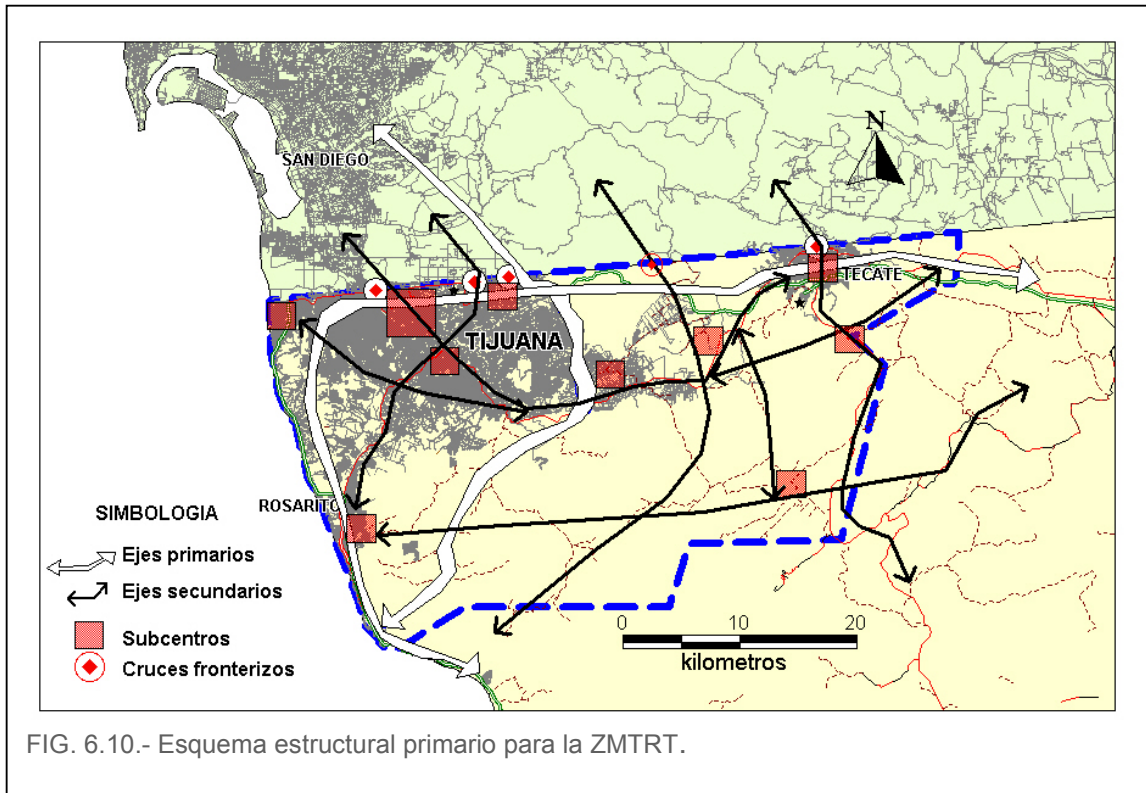 N
SAN DIEGO
TECATE
TIJUANA
ROSARITO
SIMBOLOGIA
Ejes primarios
Ejes secundarios
Subcentros
Cruces fronterizos
0 10 20
kilometros
FIG. 6.10.- Esquema estructural primario para la ZMTRT.